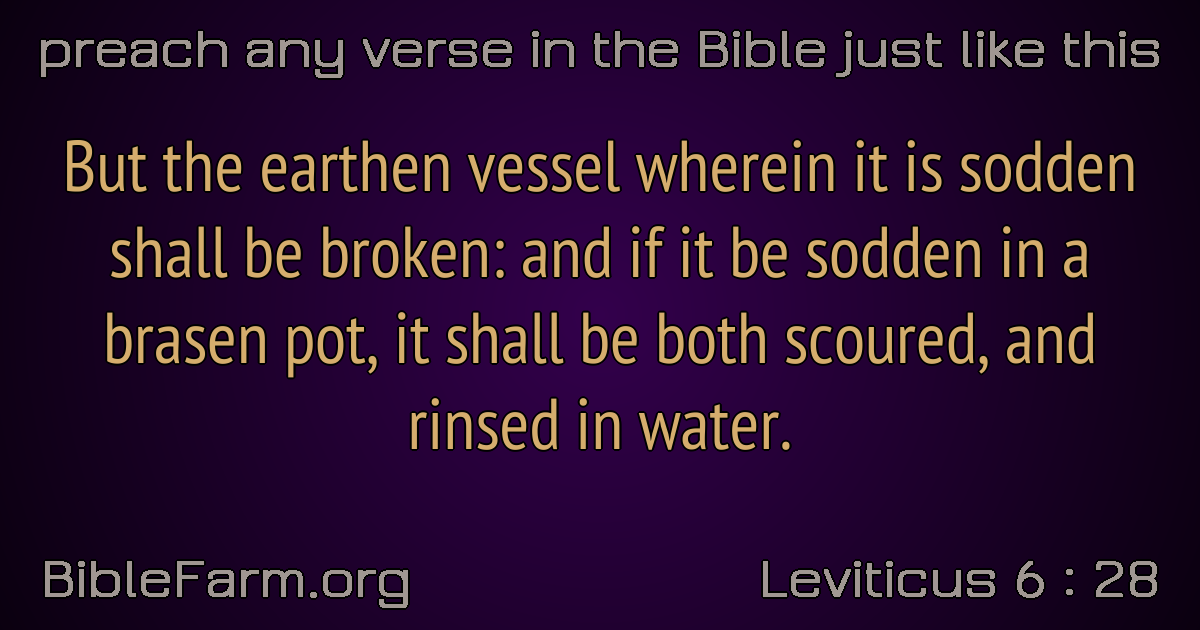 preach any verse in the Bible just like this
But the earthen vessel wherein it is sodden
shall be broken: and if it be sodden in a
brasen pot, it shall be both scoured, and
rinsed in water.
BibleFarm.org
Leviticus 6 : 28